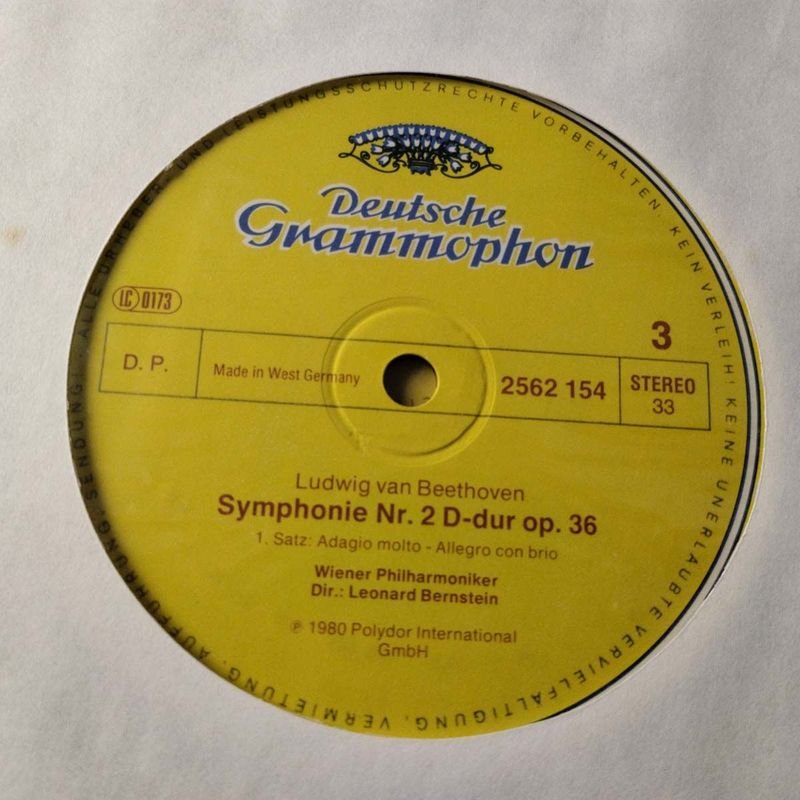 Deutsche
Grammophon
LC 0173
3
D. P.
Made in West Germany
2562 154
STEREO
33
Ludwig van Beethoven
Symphonie Nr. 2 D-dur op. 36
1. Satz: Adagio molto - Allegro con brio
Wiener Philharmoniker
Dir.: Leonard Bernstein
℗ 1980 Polydor International
GmbH
ALLE URHEBER- UND LEISTUNGSSCHUTZRECHTE VORBEHALTEN. KEIN VERLEIH! KEINE UNERLAUBTE VERVIELFÄLTIGUNG, VERMIETUNG, AUFFÜHRUNG, SENDUNG!